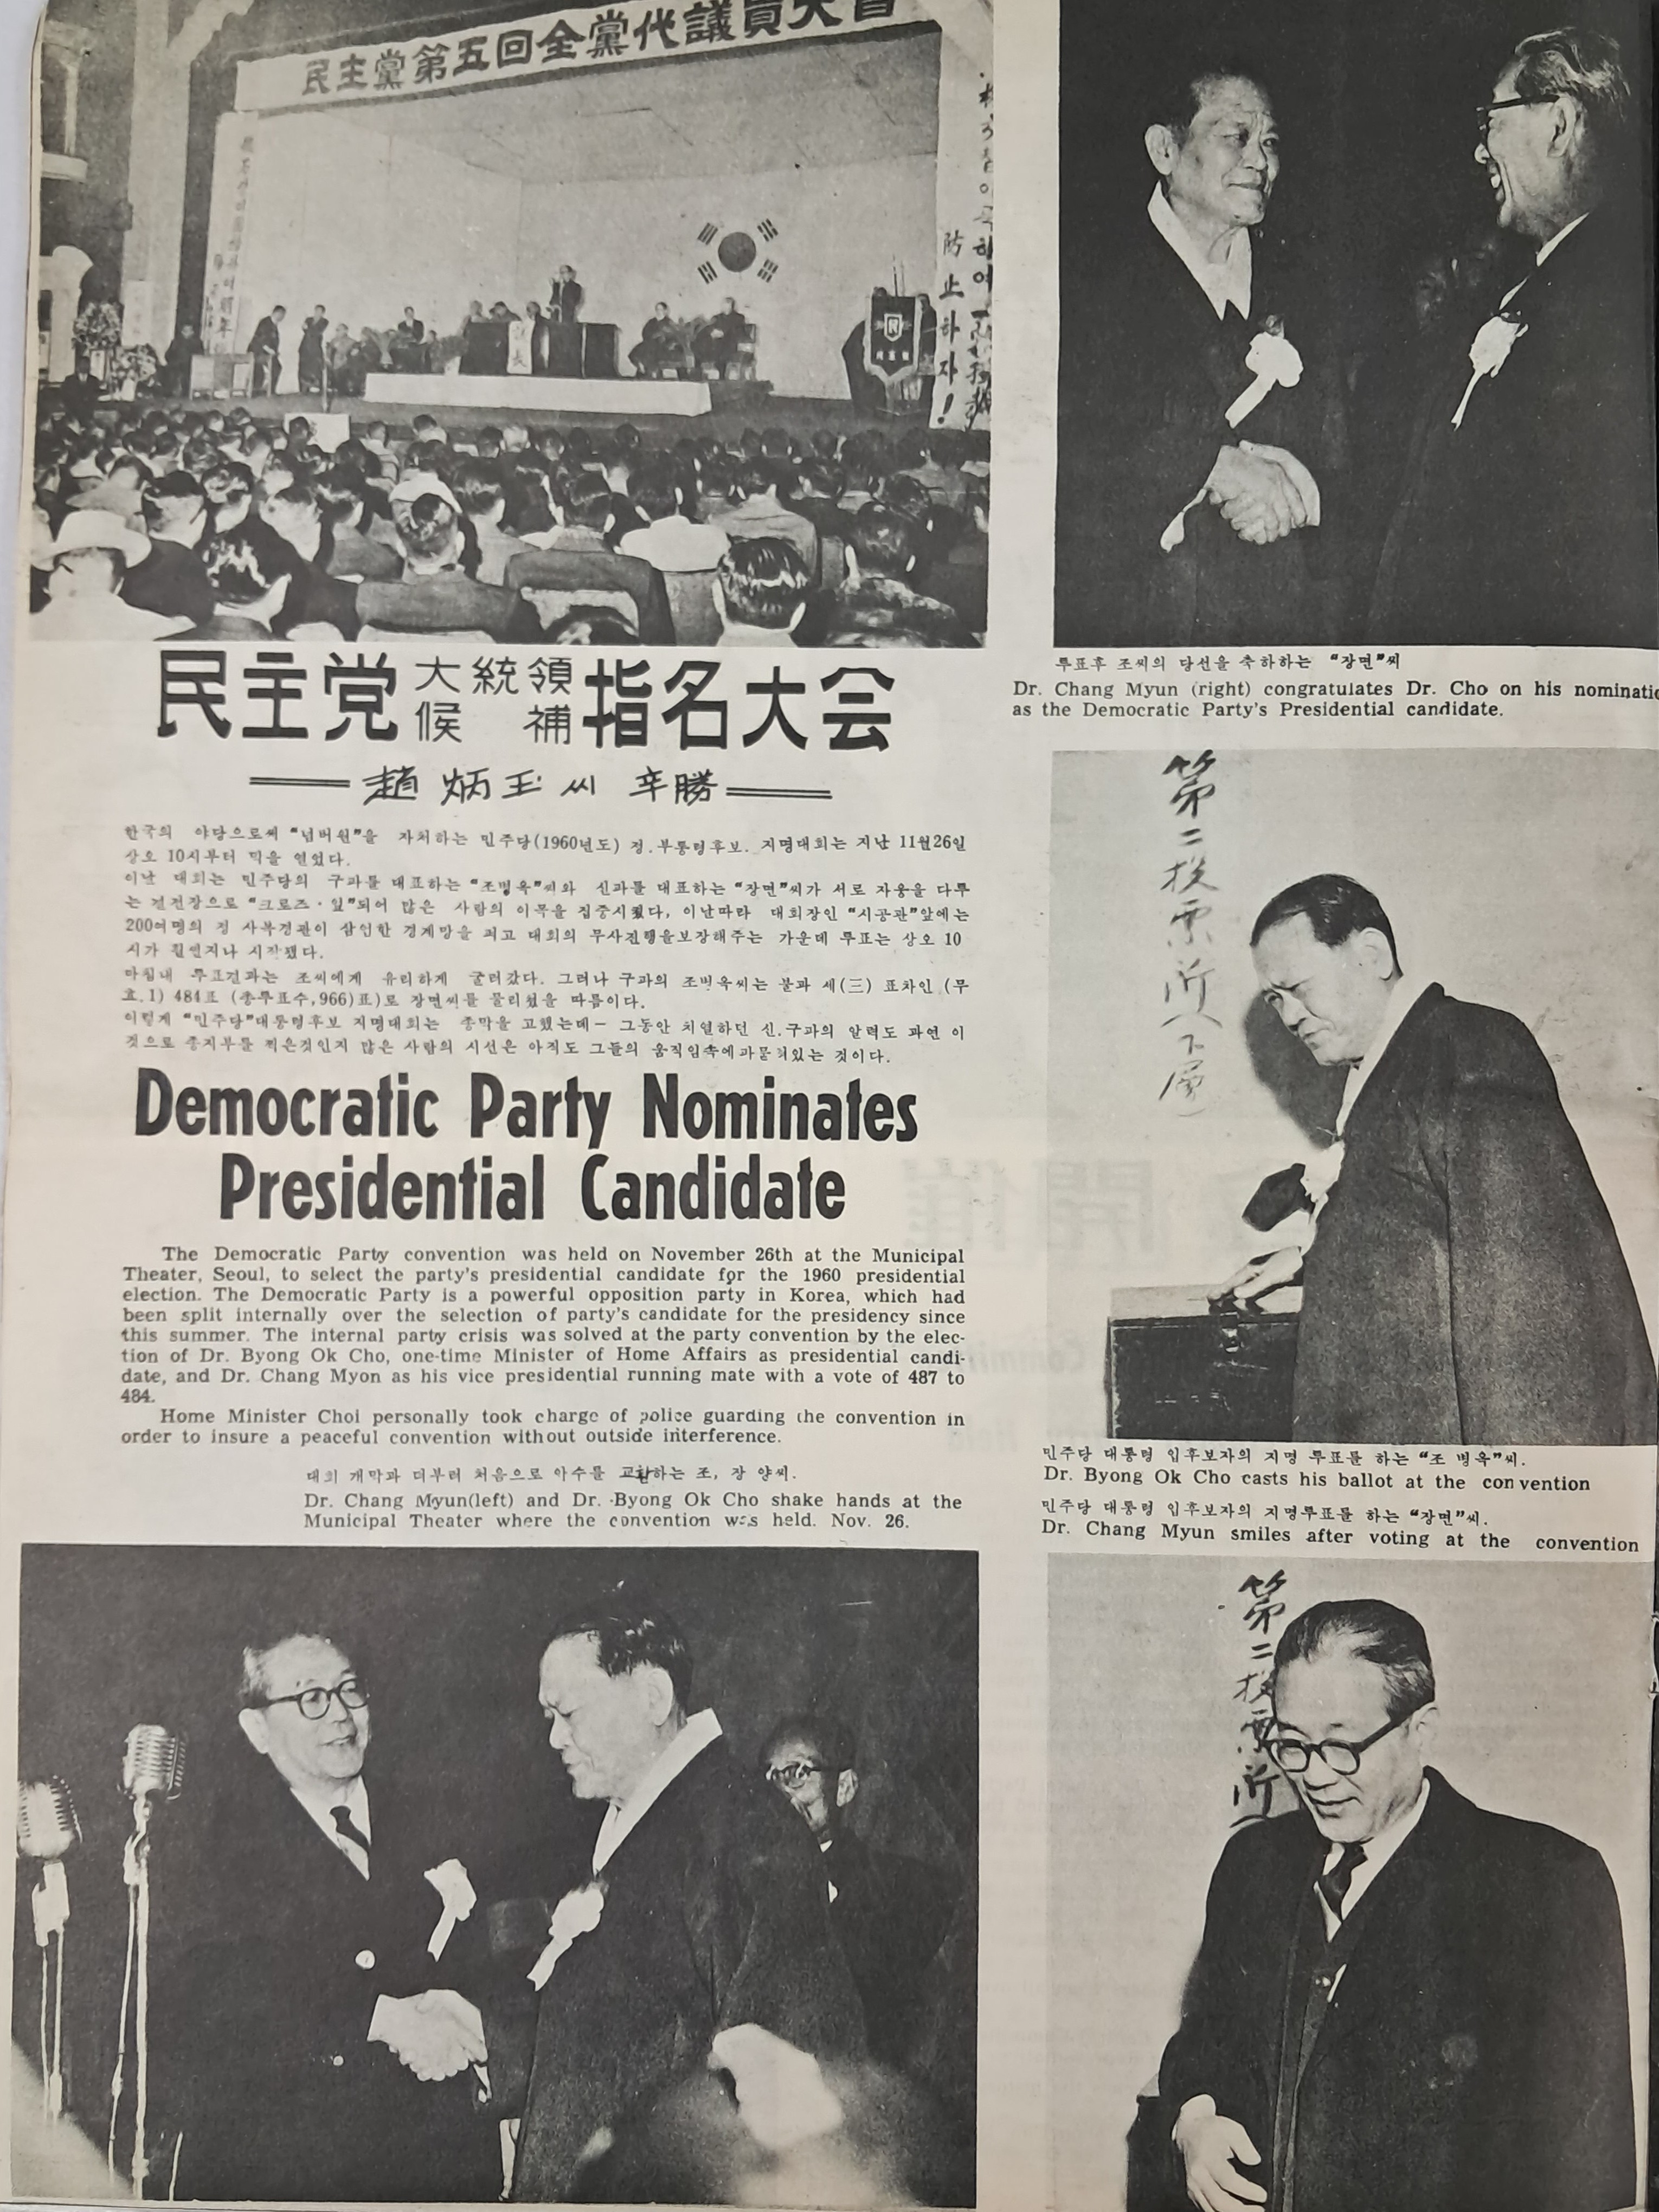 民主黨第五回全黨代議員大會
防止하자!
民主党 大統領候補 指名大会
趙炳玉씨 辛勝
한국의 야당으로써 “넘버원”을 자처하는 민주당(1960년도) 정.부통령후보. 지명대회는 지난 11월26일
상오 10시부터 막을 열었다.
이날 대회는 민주당의 구파를 대표하는 “조병옥”씨와 신파를 대표하는 “장면”씨가 서로 자웅을 다투
는 결전장으로 “크로즈·엎”되어 많은 사람의 이목을 집중시켰다, 이날따라 대회장인 “시공관”앞에는
200여명의 정 사복경관이 삼엄한 경계망을 펴고 대회의 무사진행을보장해주는 가운데 투표는 상오 10
시가 훨씬지나 시작됐다.
마침내 투표결과는 조씨에게 유리하게 굴러갔다. 그러나 구파의 조병옥씨는 불과 세(三) 표차인 (무
효.1) 484표 (총투표수,966)표)로 장면씨를 물리쳤을 따름이다.
이렇게 “민주당”대통령후보 지명대회는 종막을 고했는데— 그동안 치열하던 신.구파의 알력도 과연 이
것으로 종지부를 찍은것인지 많은 사람의 시선은 아직도 그들의 움직임속에파묻혀있는 것이다.
Democratic Party Nominates
Presidential Candidate
The Democratic Party convention was held on November 26th at the Municipal
Theater, Seoul, to select the party's presidential candidate for the 1960 presidential
election. The Democratic Party is a powerful opposition party in Korea, which had
been split internally over the selection of party's candidate for the presidency since
this summer. The internal party crisis was solved at the party convention by the elec-
tion of Dr. Byong Ok Cho, one-time Minister of Home Affairs as presidential candi-
date, and Dr. Chang Myon as his vice presidential running mate with a vote of 487 to
484.
Home Minister Choi personally took charge of police guarding the convention in
order to insure a peaceful convention without outside interference.
대회 개막과 더부러 처음으로 악수를 교환하는 조, 장 양씨.
Dr. Chang Myun(left) and Dr. Byong Ok Cho shake hands at the
Municipal Theater where the convention was held. Nov. 26.
투표후 조씨의 당선을 축하하는 “장면”씨
Dr. Chang Myun (right) congratulates Dr. Cho on his nominatio
as the Democratic Party's Presidential candidate.
第二投票所(下層)
민주당 대통령 입후보자의 지명 투표를 하는 “조 병옥”씨.
Dr. Byong Ok Cho casts his ballot at the convention
민주당 대통령 입후보자의 지명투표를 하는 “장면”씨.
Dr. Chang Myun smiles after voting at the convention
第二投票所